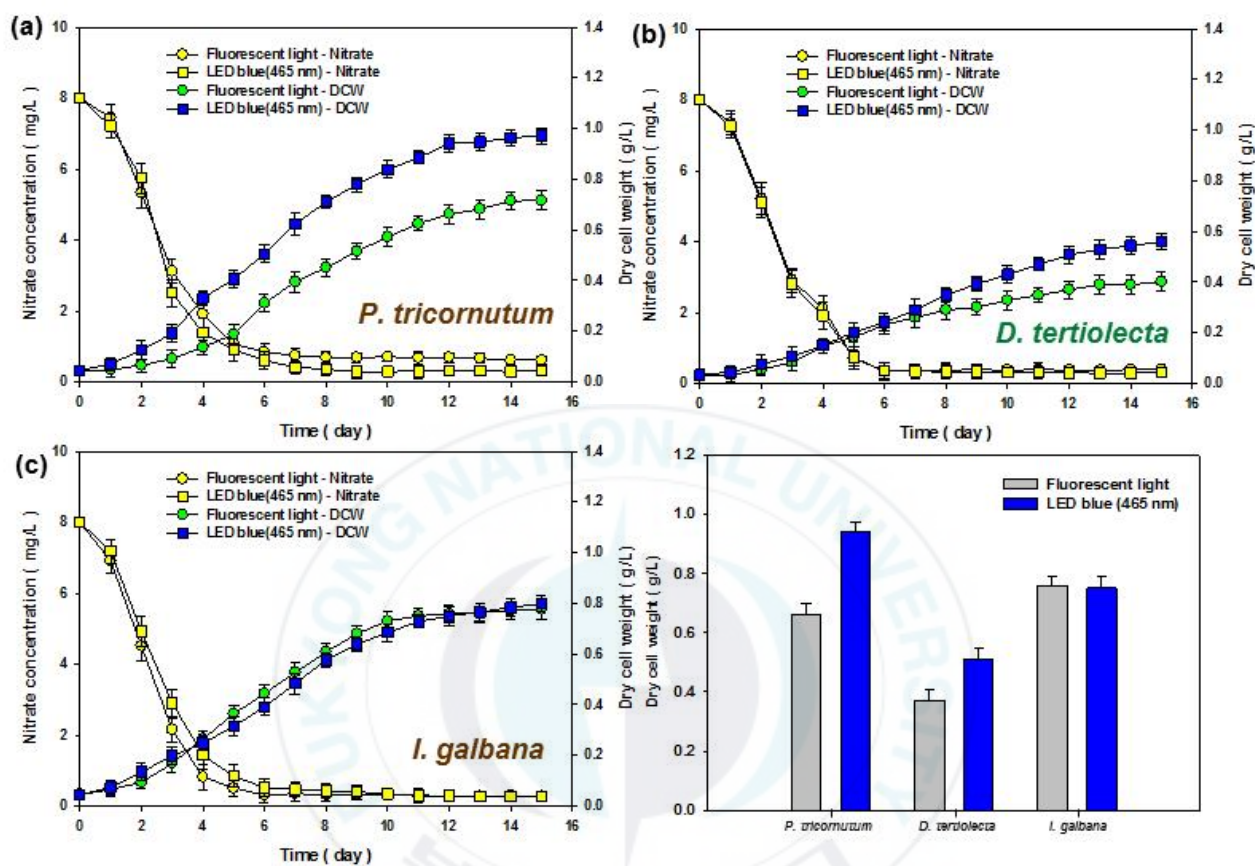 (a)
Fluorescent light - Nitrate
LED blue(465 nm) - Nitrate
Fluorescent light - DCW
LED blue(465 nm) - DCW
P. tricornutum
Nitrate concentration ( mg/L )
Dry cell weight ( g/L )
10
8
6
4
2
0
1.4
1.2
1.0
0.8
0.6
0.4
0.2
0.0
0 2 4 6 8 10 12 14 16
Time ( day )
(b)
Fluorescent light - Nitrate
LED blue(465 nm) - Nitrate
Fluorescent light - DCW
LED blue(465 nm) - DCW
D. tertiolecta
Nitrate concentration ( mg/L )
Dry cell weight ( g/L )
10
8
6
4
2
0
1.4
1.2
1.0
0.8
0.6
0.4
0.2
0.0
0 2 4 6 8 10 12 14 16
Time ( day )
(c)
Fluorescent light - Nitrate
LED blue(465 nm) - Nitrate
Fluorescent light - DCW
LED blue(465 nm) - DCW
I. galbana
Nitrate concentration ( mg/L )
Dry cell weight ( g/L )
10
8
6
4
2
0
1.4
1.2
1.0
0.8
0.6
0.4
0.2
0.0
0 2 4 6 8 10 12 14 16
Time ( day )
Fluorescent light
LED blue (465 nm)
Dry cell weight ( g/L )
1.2
1.0
0.8
0.6
0.4
0.2
0.0
P. tricornutum D. tertiolecta I. galbana
PUKYONG NATIONAL UNIVERSITY